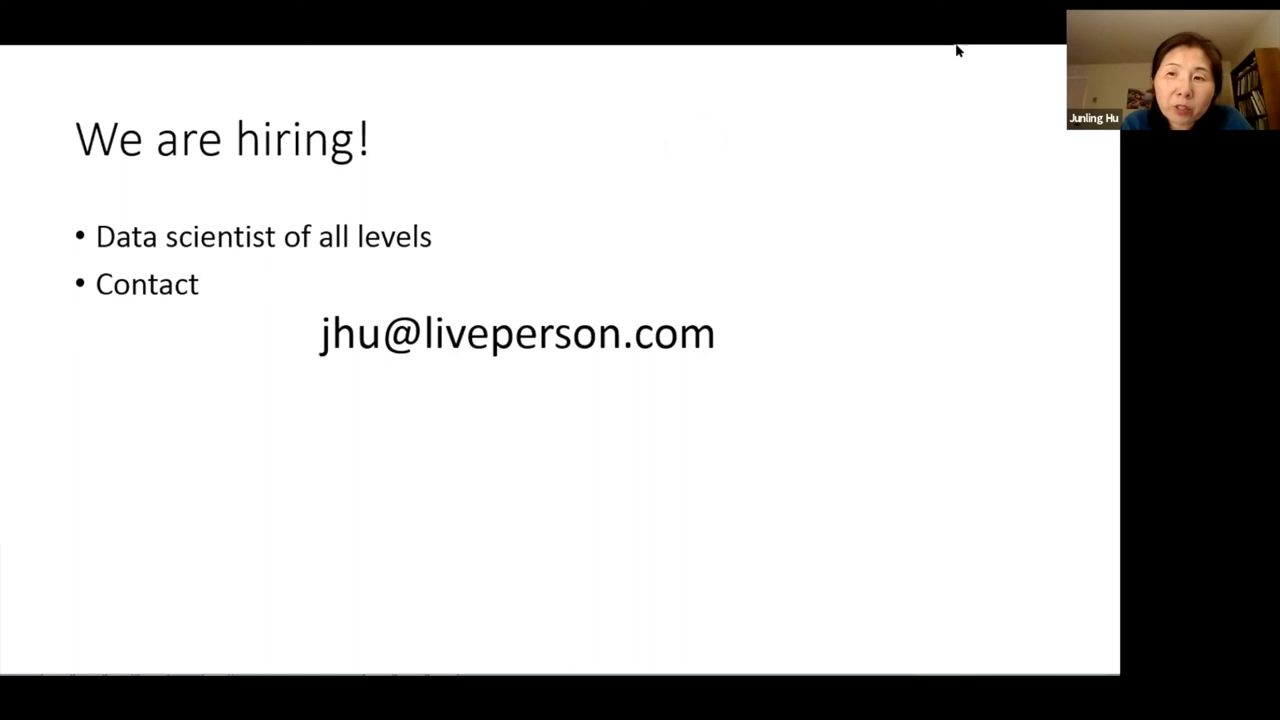 We are hiring!
• Data scientist of all levels
• Contact
jhu@liveperson.com
Junling Hu